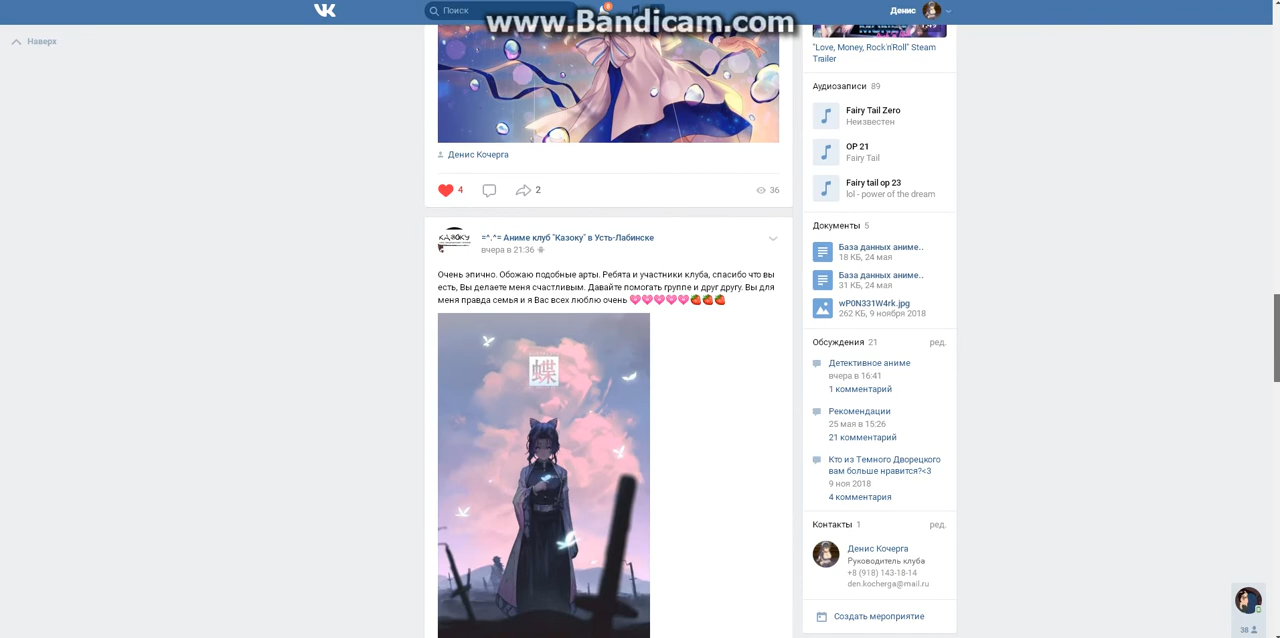 Поиск
8
www.Bandicam.com
Денис
Наверх
Денис Кочерга
4
2
36
КАЗОКУ
=^.^= Аниме клуб "Казоку" в Усть-Лабинске
вчера в 21:36
Очень эпично. Обожаю подобные арты. Ребята и участники клуба, спасибо что вы
есть, Вы делаете меня счастливым. Давайте помогать группе и друг другу. Вы для
меня правда семья и я Вас всех люблю очень 💗💗💗💗💗🍓🍓🍓
蝶
"Love, Money, Rock'n'Roll" Steam
Trailer
Аудиозаписи 89
Fairy Tail Zero
Неизвестен
OP 21
Fairy Tail
Fairy tail op 23
lol - power of the dream
Документы 5
База данных аниме..
18 КБ, 24 мая
База данных аниме..
31 КБ, 24 мая
wP0N331W4rk.jpg
262 КБ, 9 ноября 2018
Обсуждения 21 ред.
Детективное аниме
вчера в 16:41
1 комментарий
Рекомендации
25 мая в 15:26
21 комментарий
Кто из Темного Дворецкого
вам больше нравится?<3
9 ноя 2018
4 комментария
Контакты 1 ред.
Денис Кочерга
Руководитель клуба
+8 (918) 143-18-14
den.kocherga@mail.ru
Создать мероприятие
38